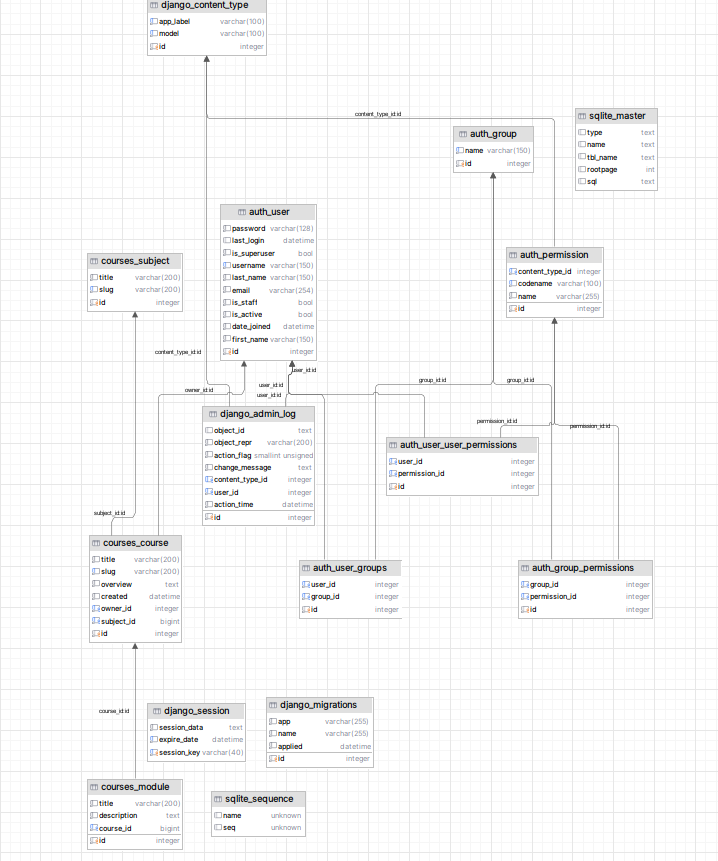 django_content_type
app_label varchar(100)
model varchar(100)
id integer
content_type_id:id
sqlite_master
type text
name text
tbl_name text
rootpage int
sql text
auth_group
name varchar(150)
id integer
auth_user
password varchar(128)
last_login datetime
is_superuser bool
username varchar(150)
last_name varchar(150)
email varchar(254)
is_staff bool
is_active bool
date_joined datetime
first_name varchar(150)
id integer
courses_subject
title varchar(200)
slug varchar(200)
id integer
auth_permission
content_type_id integer
codename varchar(100)
name varchar(255)
id integer
content_type_id:id
user_id:id
owner_id:id
user_id:id
user_id:id
group_id:id
group_id:id
django_admin_log
object_id text
object_repr varchar(200)
action_flag smallint unsigned
change_message text
content_type_id integer
user_id integer
action_time datetime
id integer
permission_id:id
permission_id:id
auth_user_user_permissions
user_id integer
permission_id integer
id integer
subject_id:id
courses_course
title varchar(200)
slug varchar(200)
overview text
created datetime
owner_id integer
subject_id bigint
id integer
auth_user_groups
user_id integer
group_id integer
id integer
auth_group_permissions
group_id integer
permission_id integer
id integer
course_id:id
django_session
session_data text
expire_date datetime
session_key varchar(40)
django_migrations
app varchar(255)
name varchar(255)
applied datetime
id integer
courses_module
title varchar(200)
description text
course_id bigint
id integer
sqlite_sequence
name unknown
seq unknown